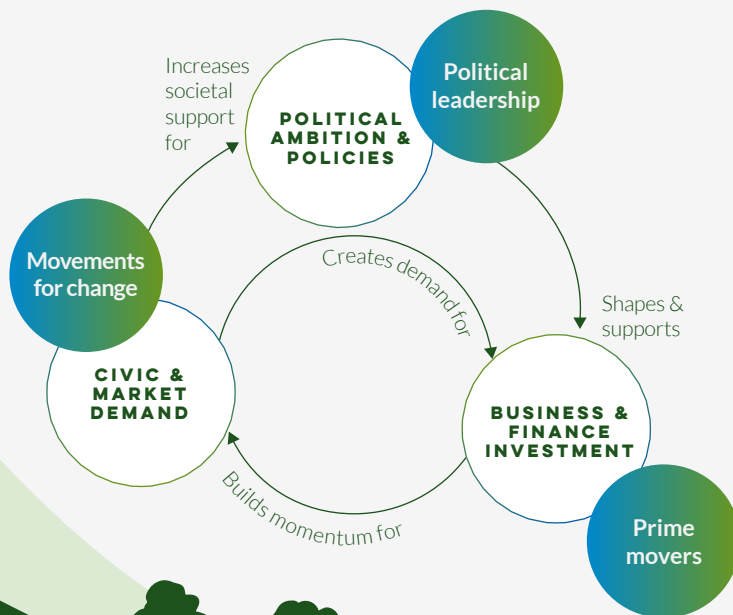 Increases
societal
support
for
POLITICAL
AMBITION &
POLICIES
Political
leadership
Movements
for change
Creates demand for
Shapes &
supports
CIVIC &
MARKET
DEMAND
BUSINESS &
FINANCE
INVESTMENT
Builds momentum for
Prime
movers